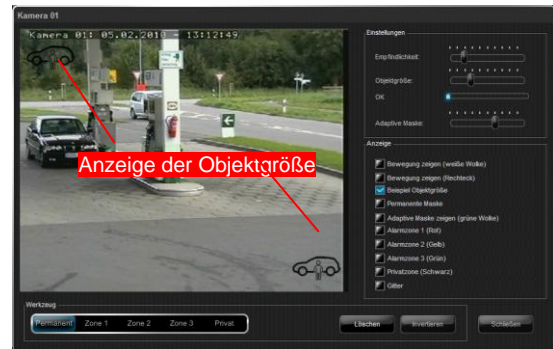 Kamera 01
Kamera 01: 05.02.2010 - 13:12:49
Anzeige der Objektgröße
Einstellungen
Empfindlichkeit:
Objektgröße:
OK
Adaptive Maske:
Anzeige
Bewegung zeigen (weiße Wolke)
Bewegung zeigen (Rechteck)
Beispiel Objektgröße
Permanente Maske
Adaptive Maske zeigen (grüne Wolke)
Alarmzone 1 (Rot)
Alarmzone 2 (Gelb)
Alarmzone 3 (Grün)
Privatzone (Schwarz)
Gitter
Werkzeug
Permanent Zone 1 Zone 2 Zone 3 Privat
Löschen Invertieren Schließen